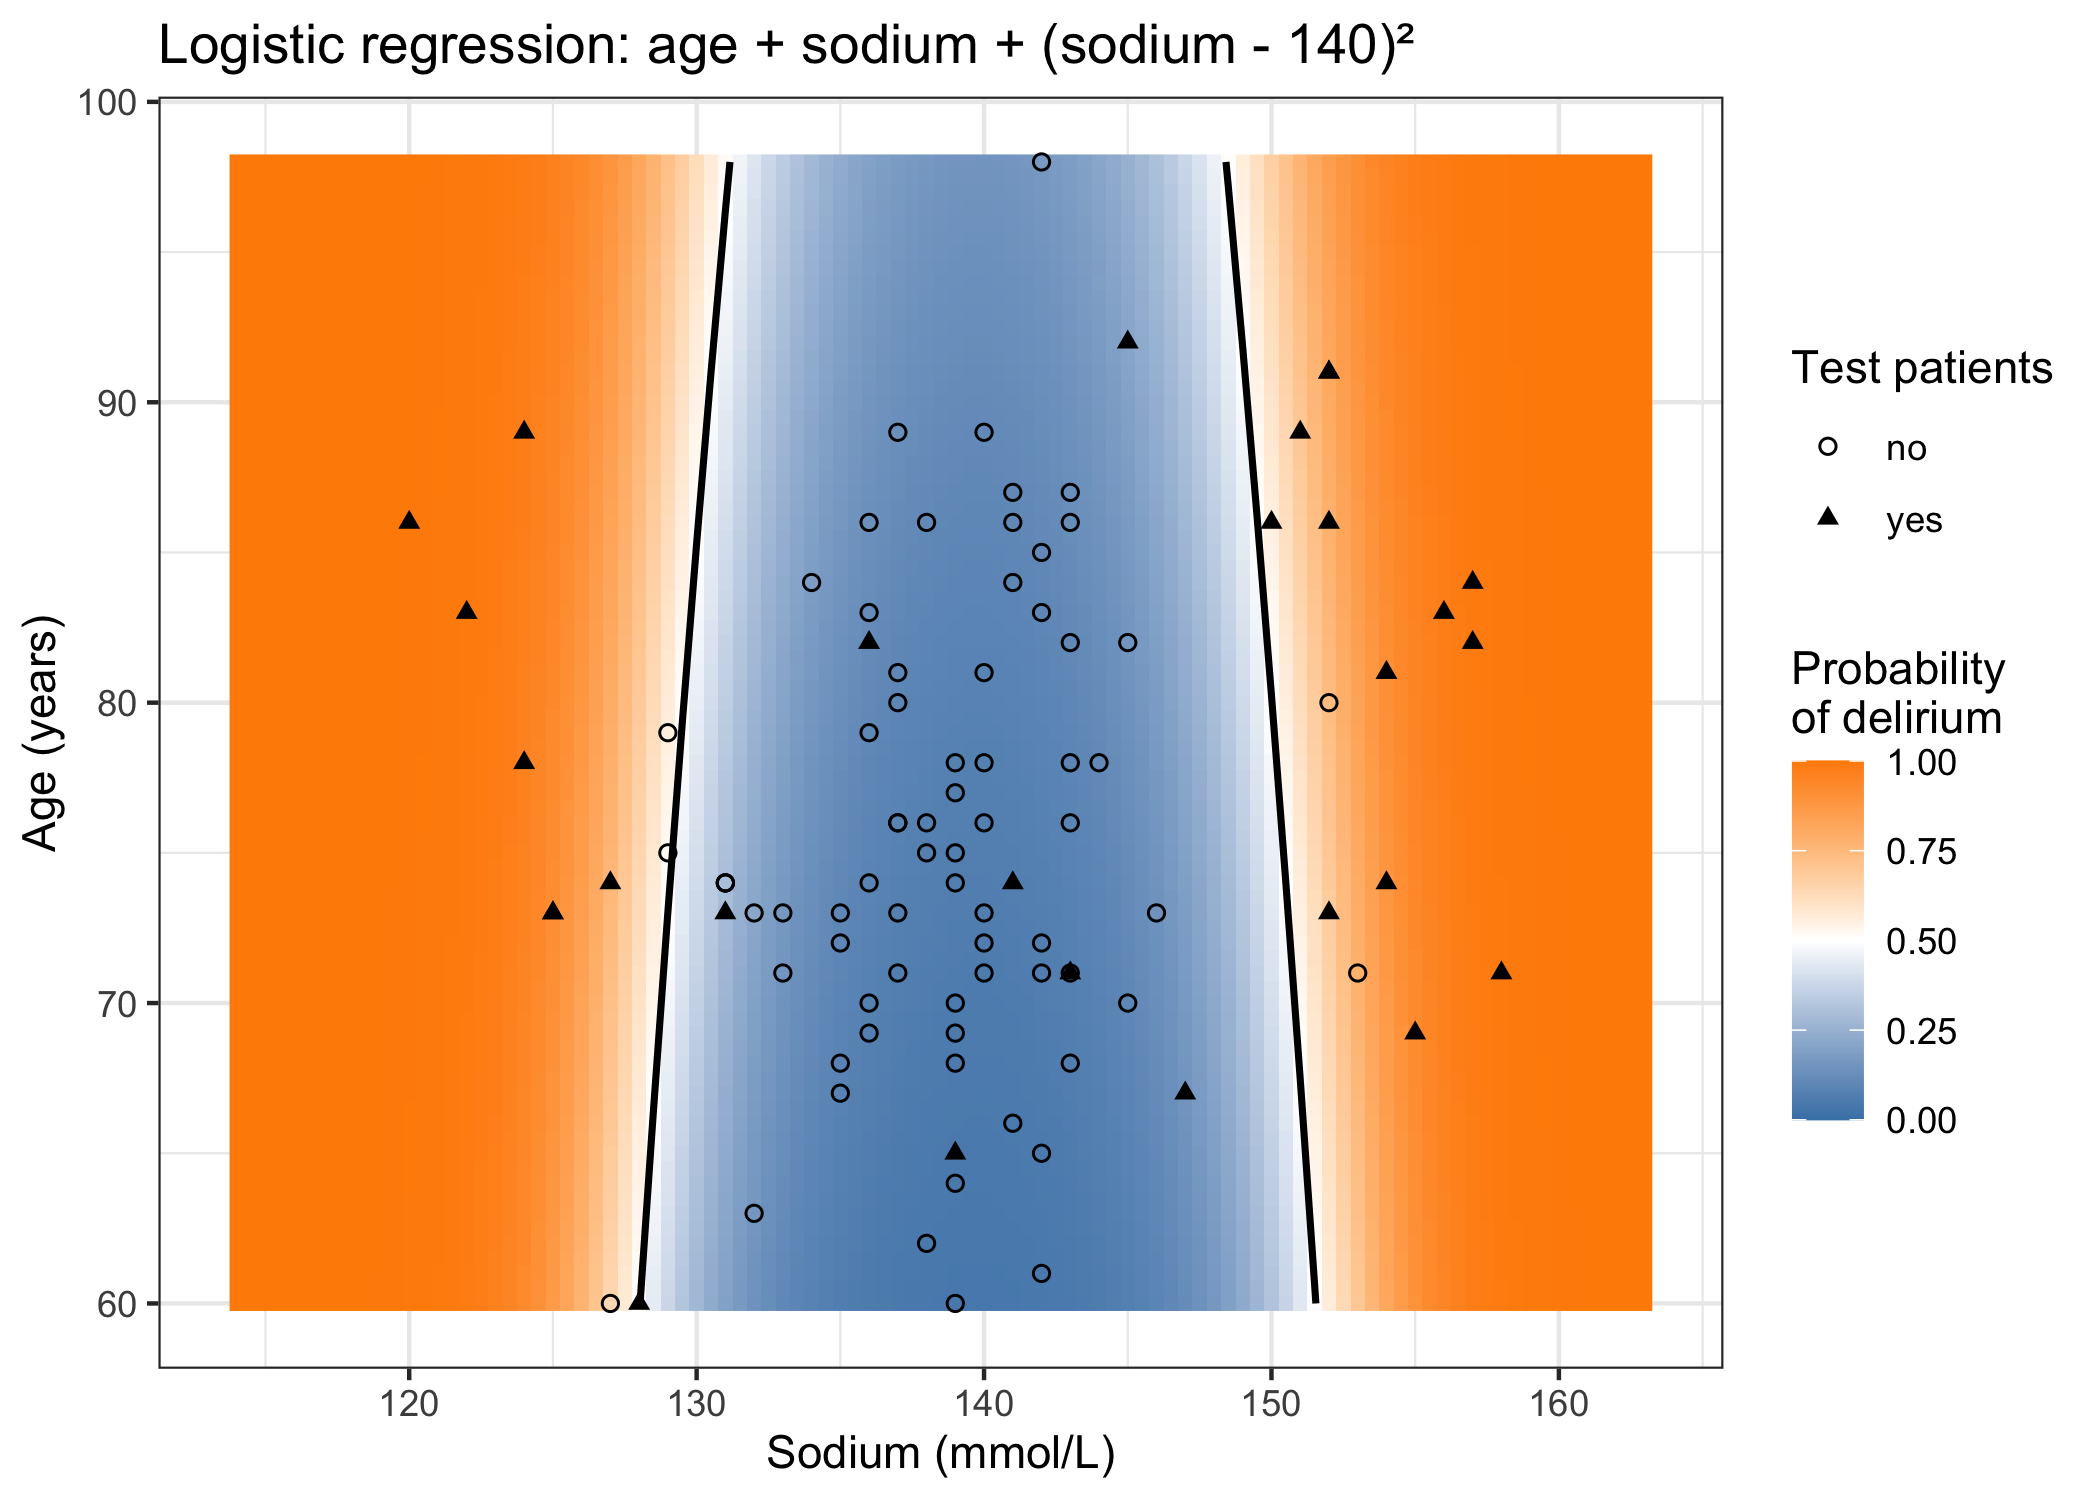 Logistic regression: age + sodium + (sodium - 140)²
100
90
80
70
60
Age (years)
120 130 140 150 160
Sodium (mmol/L)
Test patients
no
yes
Probability
of delirium
1.00
0.75
0.50
0.25
0.00